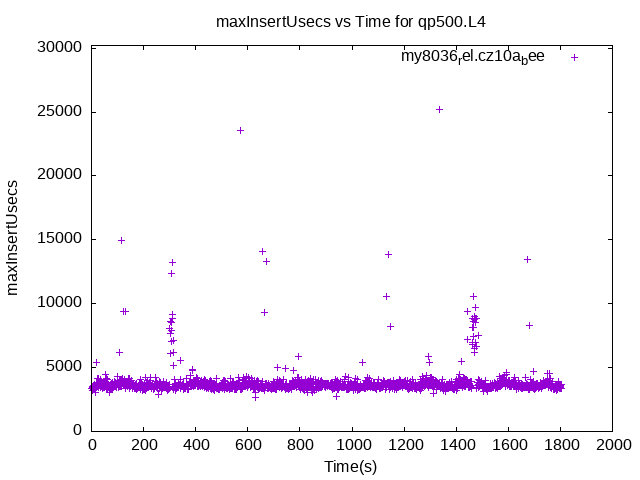 maxInsertUsecs vs Time for qp500.L4
my8036rel.cz10abee
30000
25000
20000
15000
10000
5000
0
maxInsertUsecs
0 200 400 600 800 1000 1200 1400 1600 1800 2000
Time(s)